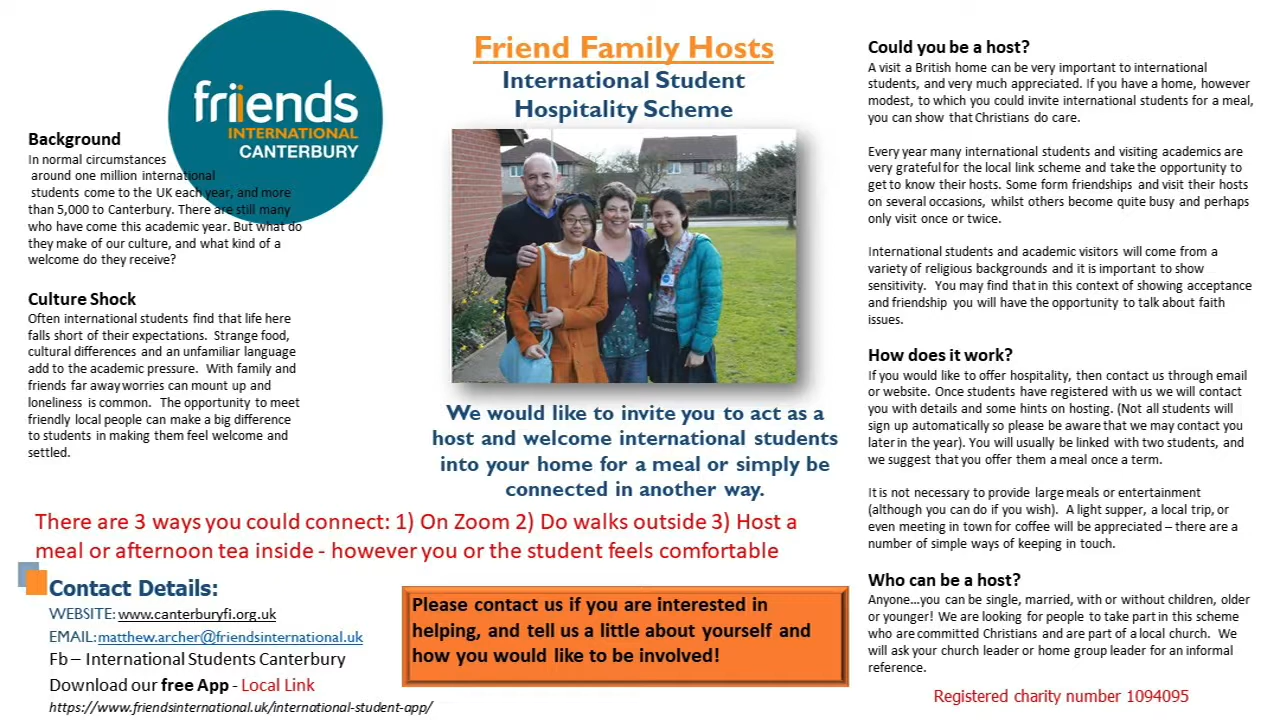 friends
INTERNATIONAL
CANTERBURY
Background
In normal circumstances
around one million international
students come to the UK each year, and more
than 5,000 to Canterbury. There are still many
who have come this academic year. But what do
they make of our culture, and what kind of a
welcome do they receive?
Culture Shock
Often international students find that life here
falls short of their expectations. Strange food,
cultural differences and an unfamiliar language
add to the academic pressure. With family and
friends far away worries can mount up and
loneliness is common. The opportunity to meet
friendly local people can make a big difference
to students in making them feel welcome and
settled.
Friend Family Hosts
International Student
Hospitality Scheme
We would like to invite you to act as a
host and welcome international students
into your home for a meal or simply be
connected in another way.
There are 3 ways you could connect: 1) On Zoom 2) Do walks outside 3) Host a
meal or afternoon tea inside - however you or the student feels comfortable
Contact Details:
WEBSITE: www.canterburyfi.org.uk
EMAIL: matthew.archer@friendsinternational.uk
Fb – International Students Canterbury
Download our free App - Local Link
https://www.friendsinternational.uk/international-student-app/
Please contact us if you are interested in
helping, and tell us a little about yourself and
how you would like to be involved!
Could you be a host?
A visit a British home can be very important to international
students, and very much appreciated. If you have a home, however
modest, to which you could invite international students for a meal,
you can show that Christians do care.
Every year many international students and visiting academics are
very grateful for the local link scheme and take the opportunity to
get to know their hosts. Some form friendships and visit their hosts
on several occasions, whilst others become quite busy and perhaps
only visit once or twice.
International students and academic visitors will come from a
variety of religious backgrounds and it is important to show
sensitivity. You may find that in this context of showing acceptance
and friendship you will have the opportunity to talk about faith
issues.
How does it work?
If you would like to offer hospitality, then contact us through email
or website. Once students have registered with us we will contact
you with details and some hints on hosting. (Not all students will
sign up automatically so please be aware that we may contact you
later in the year). You will usually be linked with two students, and
we suggest that you offer them a meal once a term.
It is not necessary to provide large meals or entertainment
(although you can do if you wish). A light supper, a local trip, or
even meeting in town for coffee will be appreciated – there are a
number of simple ways of keeping in touch.
Who can be a host?
Anyone...you can be single, married, with or without children, older
or younger! We are looking for people to take part in this scheme
who are committed Christians and are part of a local church. We
will ask your church leader or home group leader for an informal
reference.
Registered charity number 1094095